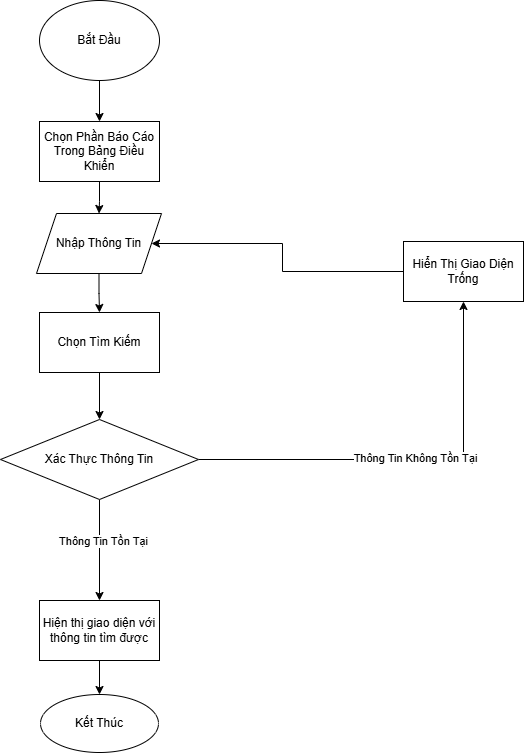 Bắt Đầu
Chọn Phần Báo Cáo
Trong Bảng Điều
Khiển
Nhập Thông Tin
Hiển Thị Giao Diện
Trống
Chọn Tìm Kiếm
Xác Thực Thông Tin
Thông Tin Không Tồn Tại
Thông Tin Tồn Tại
Hiện thị giao diện với
thông tin tìm được
Kết Thúc